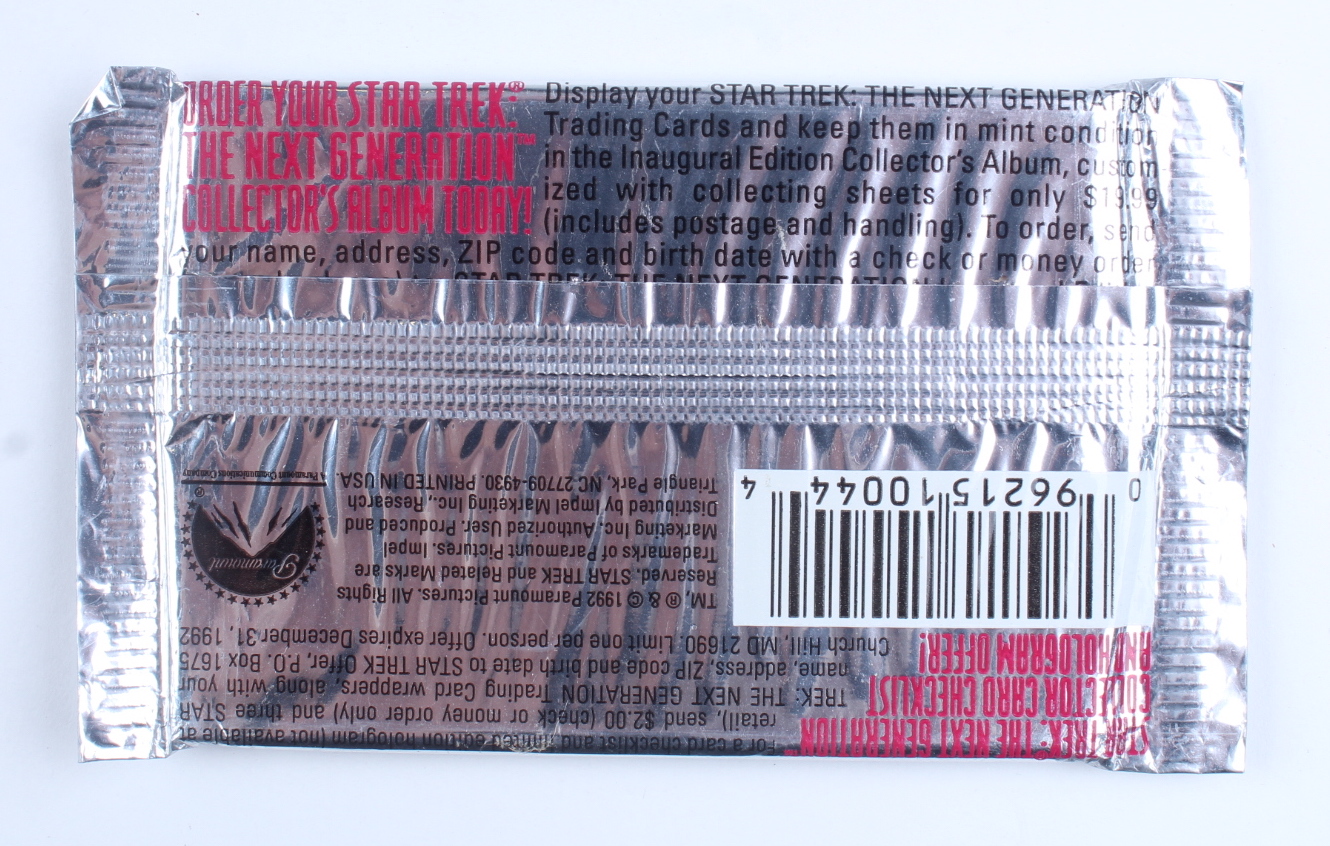 ORDER YOUR STAR TREK:®
THE NEXT GENERATION™
COLLECTOR'S ALBUM TODAY!
Display your STAR TREK: THE NEXT GENERATION
Trading Cards and keep them in mint condition
in the Inaugural Edition Collector's Album, custom-
ized with collecting sheets for only $19.99
(includes postage and handling). To order, send
your name, address, ZIP code and birth date with a check or money order
STAR TREK: THE NEXT GENERATION
STAR TREK:® THE NEXT GENERATION™
COLLECTOR CARD CHECKLIST
AND HOLOGRAM OFFER!
For a card checklist and limited edition hologram (not available at
retail), send $2.00 (check or money order only) and three STAR
TREK: THE NEXT GENERATION Trading Card wrappers, along with your
name, address, ZIP code and birth date to STAR TREK Offer, P.O. Box 1675
Church Hill, MD 21690. Limit one per person. Offer expires December 31, 1992
0 96215 10044 4
TM, ® & © 1992 Paramount Pictures. All Rights
Reserved. STAR TREK and Related Marks are
Trademarks of Paramount Pictures. Impel
Marketing Inc. Authorized User. Produced and
Distributed by Impel Marketing Inc., Research
Triangle Park, NC 27709-4930. PRINTED IN USA.
Paramount
®
A Paramount Communications Company